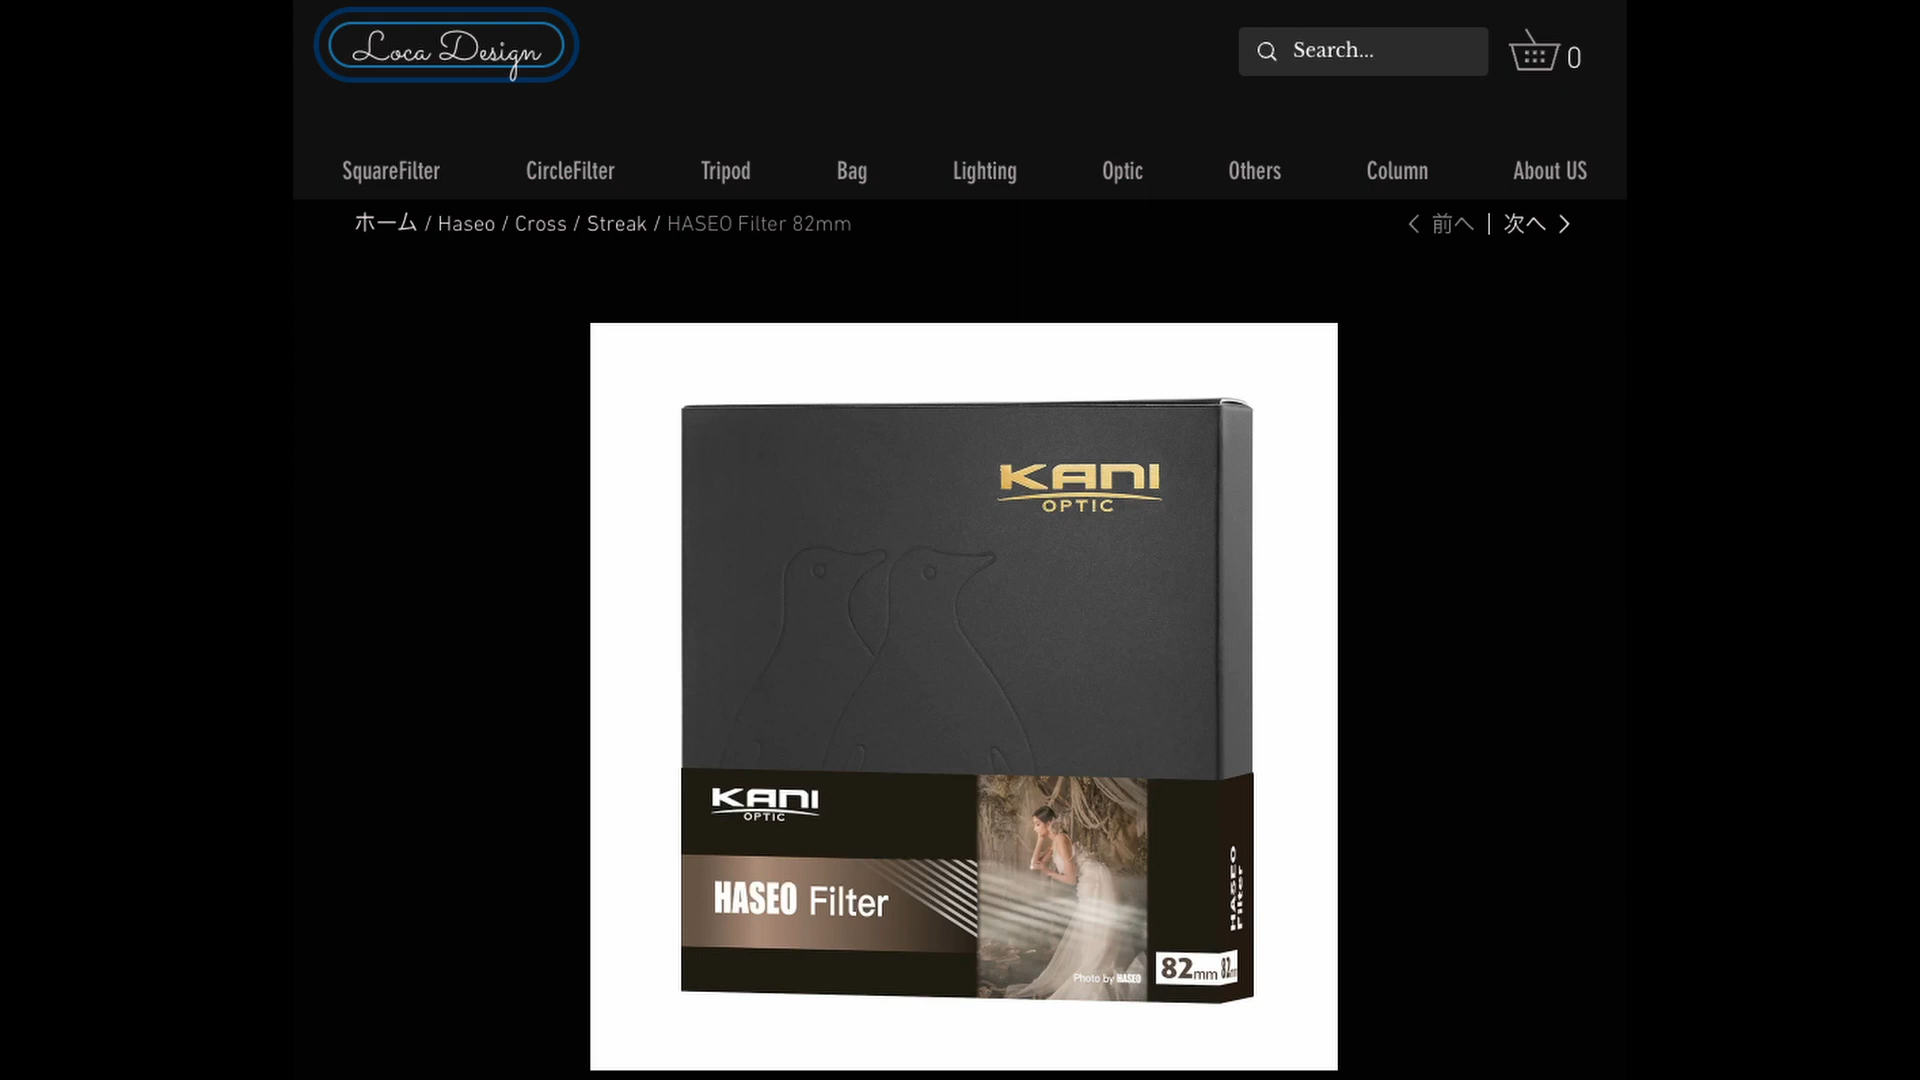 Loca Design
Search...
0
SquareFilter CircleFilter Tripod Bag Lighting Optic Others Column About US
ホーム / Haseo / Cross / Streak / HASEO Filter 82mm
前へ | 次へ
KANI
OPTIC
KANI
OPTIC
HASEO Filter
HASEO
Filter
Photo by HASEO
82mm
82mm